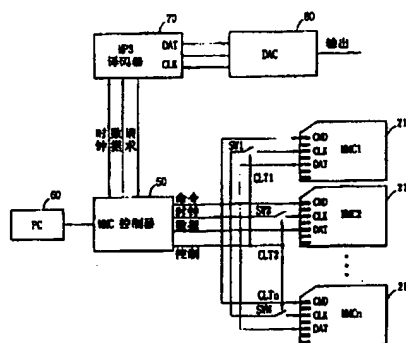 70
80
MP3
译码器
DAT
CLK
DAC
输出
时钟
数据
请求
60
PC
50
MMC 控制器
命令
时钟
数据
控制
SW1
CLT1
SW2
CLT2
CLTn
SWn
21
CMD
CLK
DAT
MMC1
21
CMD
CLK
DAT
MMC2
21
CMD
CLK
DAT
MMCn